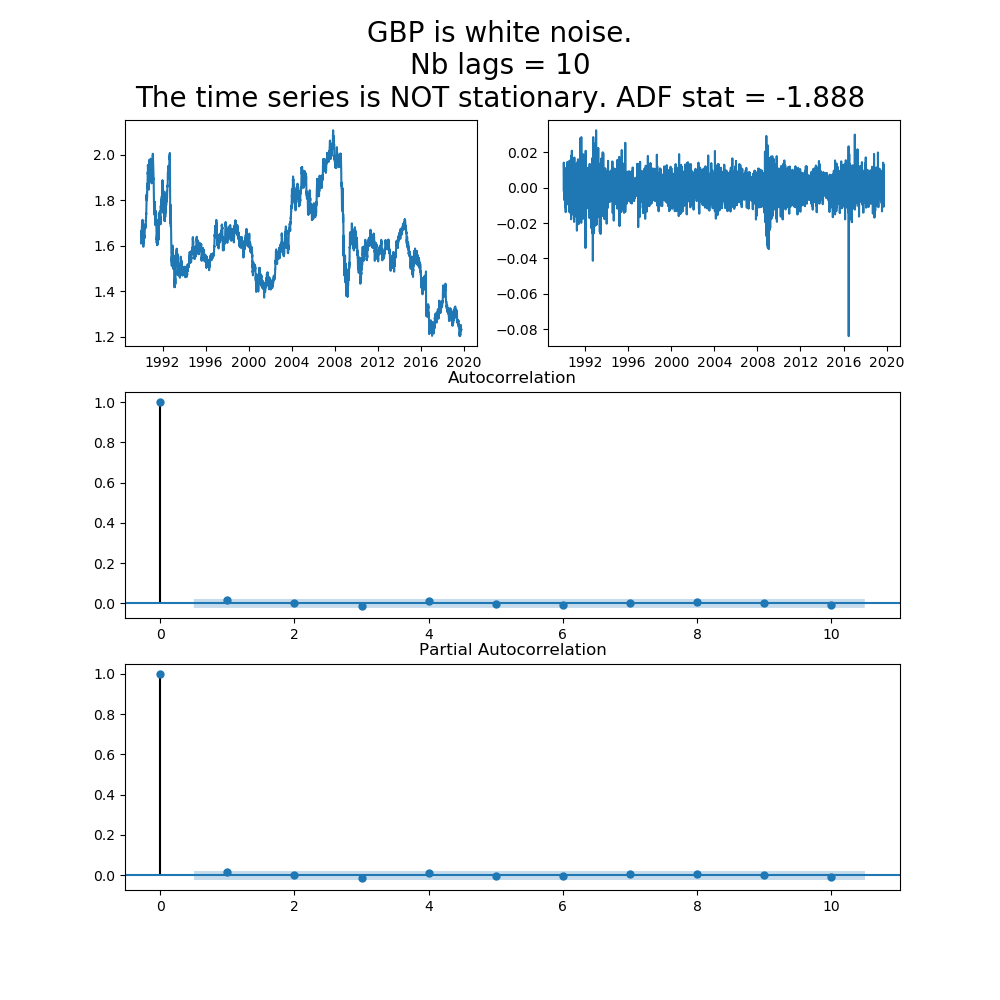 GBP is white noise.
Nb lags = 10
The time series is NOT stationary. ADF stat = -1.888
2.0
1.8
1.6
1.4
1.2
1992 1996 2000 2004 2008 2012 2016 2020
0.02
0.00
−0.02
−0.04
−0.06
−0.08
1992 1996 2000 2004 2008 2012 2016 2020
Autocorrelation
1.0
0.8
0.6
0.4
0.2
0.0
0 2 4 6 8 10
Partial Autocorrelation
1.0
0.8
0.6
0.4
0.2
0.0
0 2 4 6 8 10